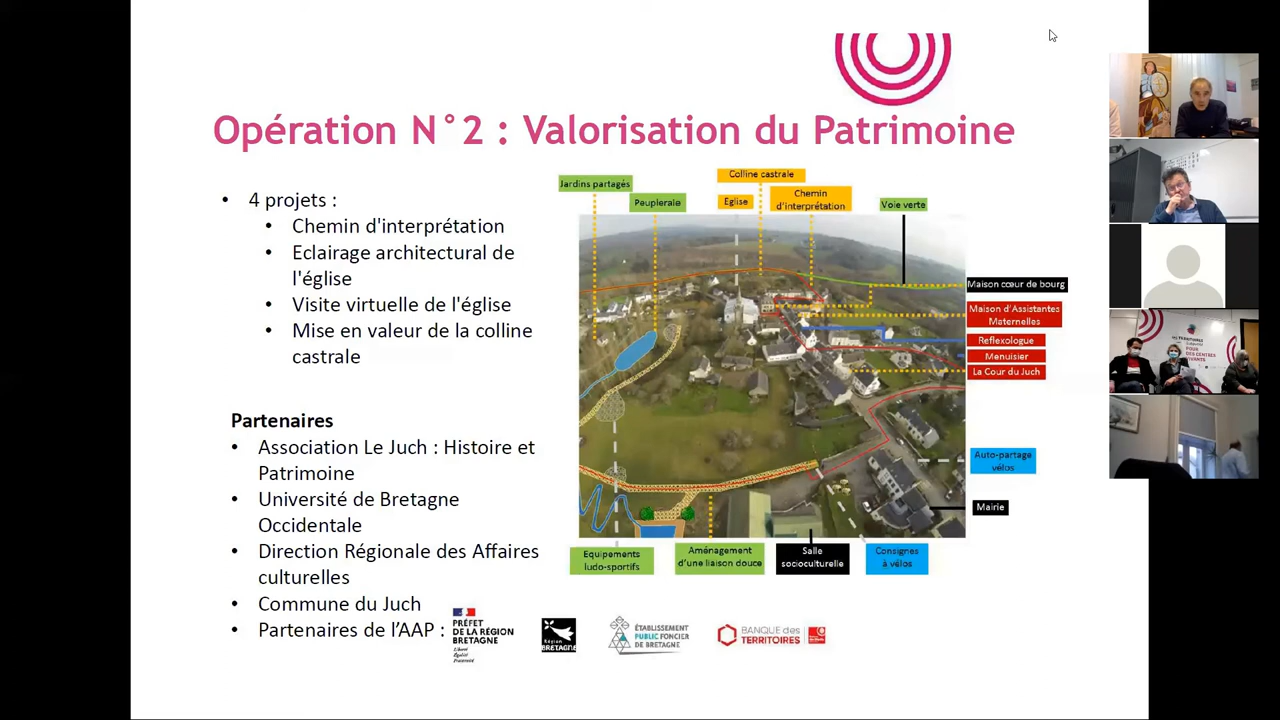 Opération N°2 : Valorisation du Patrimoine
• 4 projets :
• Chemin d'interprétation
• Eclairage architectural de
l'église
• Visite virtuelle de l'église
• Mise en valeur de la colline
castrale
Partenaires
• Association Le Juch : Histoire et
Patrimoine
• Université de Bretagne
Occidentale
• Direction Régionale des Affaires
culturelles
• Commune du Juch
• Partenaires de l'AAP :
Jardins partagés
Peupleraie
Colline castrale
Eglise
Chemin
d'interprétation
Voie verte
Maison cœur de bourg
Maison d'Assistantes
Maternelles
Reflexologue
Menuisier
La Cour du Juch
Auto-partage
vélos
Mairie
Equipements
ludo-sportifs
Aménagement
d'une liaison douce
Salle
socioculturelle
Consignes
à vélos
PRÉFET
DE LA RÉGION
BRETAGNE
Liberté
Égalité
Fraternité
Région
BRETAGNE
ÉTABLISSEMENT
PUBLIC FONCIER
DE BRETAGNE
BANQUE des
TERRITOIRES